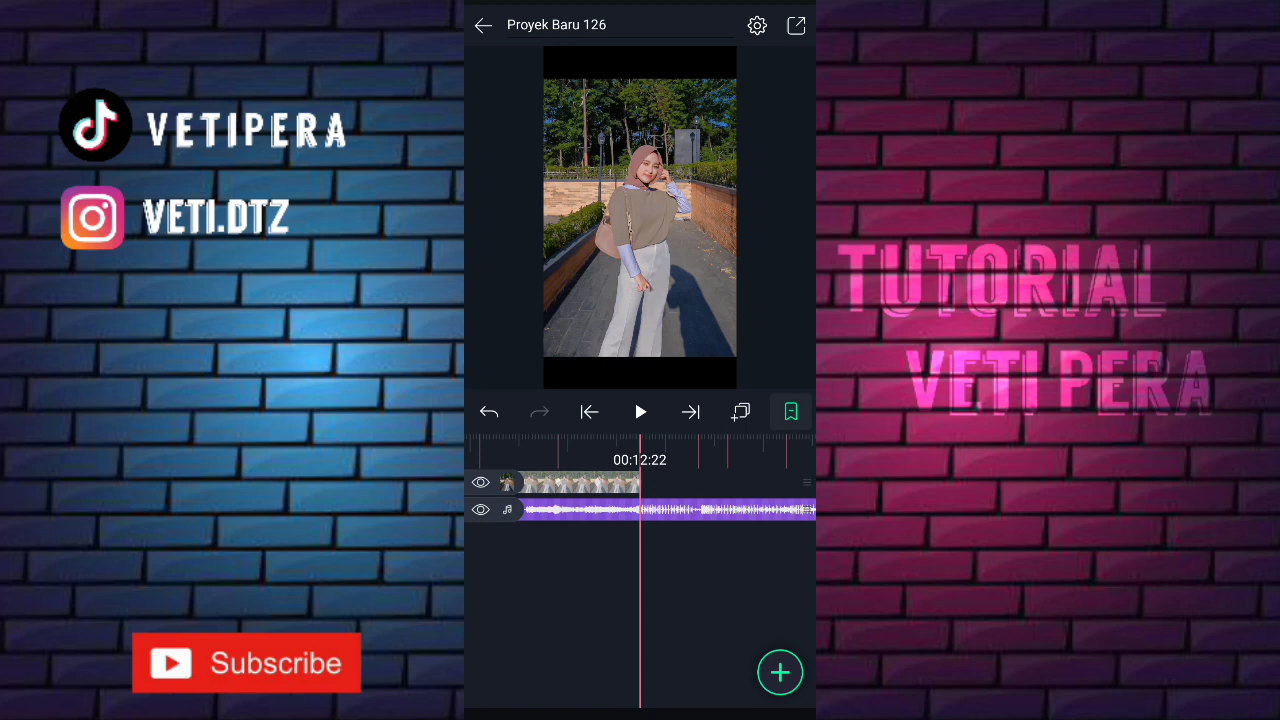 Proyek Baru 126
VETIPERA
VETI.DTZ
TUTORIAL
VETI PERA
00:12:22
Subscribe